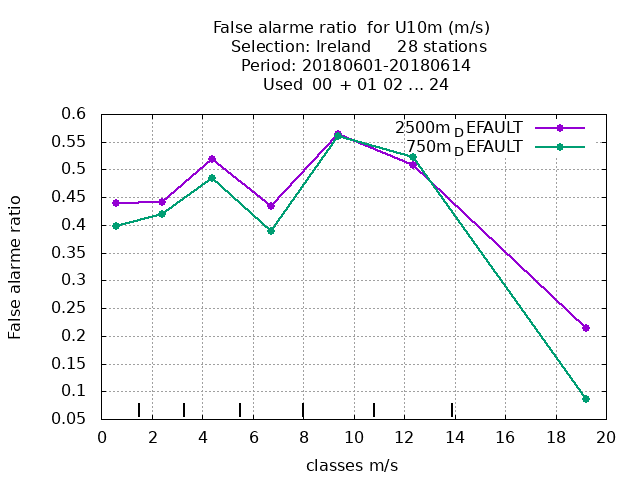 False alarme ratio  for U10m (m/s)
Selection: Ireland     28 stations
Period: 20180601-20180614
Used  00 + 01 02 ... 24
2500m_DEFAULT
750m_DEFAULT
False alarme ratio
0.6
0.55
0.5
0.45
0.4
0.35
0.3
0.25
0.2
0.15
0.1
0.05
0 2 4 6 8 10 12 14 16 18 20
classes m/s